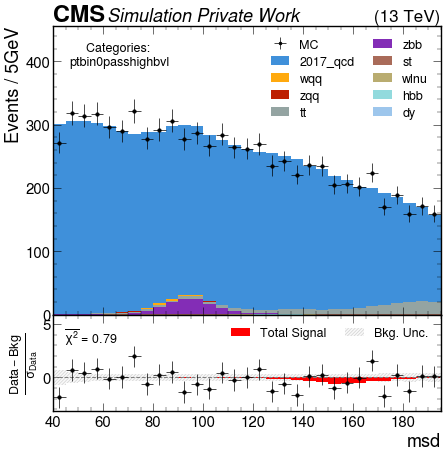 CMS Simulation Private Work (13 TeV)
Events / 5GeV
Categories:
ptbin0passhighbvl
MC
2017_qcd
wqq
zqq
tt
zbb
st
wlnu
hbb
dy
400
300
200
100
0
5
0
Data − Bkg
σData
χ² = 0.79
Total Signal
Bkg. Unc.
40 60 80 100 120 140 160 180
msd